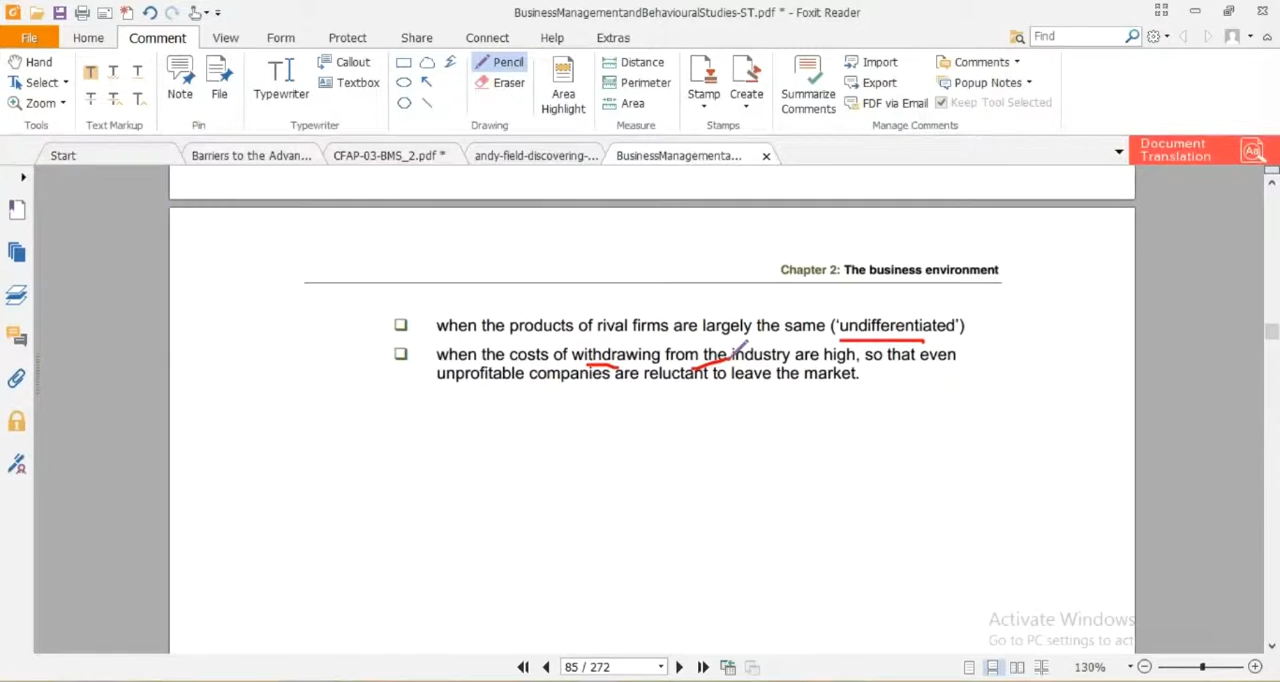 BusinessManagementandBehaviouralStudies-ST.pdf * - Foxit Reader
File Home Comment View Form Protect Share Connect Help Extras Find
Hand Select Zoom Tools
T T T T T T Text Markup
Note File Pin
Typewriter Callout Textbox Typewriter
Pencil Eraser Drawing
Area Highlight
Distance Perimeter Area Measure
Stamp Create Stamps
Summarize Comments Import Export FDF via Email Comments Popup Notes Keep Tool Selected Manage Comments
Start Barriers to the Advan... CFAP-03-BMS_2.pdf * andy-field-discovering-... BusinessManagementa...
Document Translation
Chapter 2: The business environment
when the products of rival firms are largely the same (‘undifferentiated’)
when the costs of withdrawing from the industry are high, so that even
unprofitable companies are reluctant to leave the market.
Activate Windows
Go to PC settings to act
85 / 272 130%